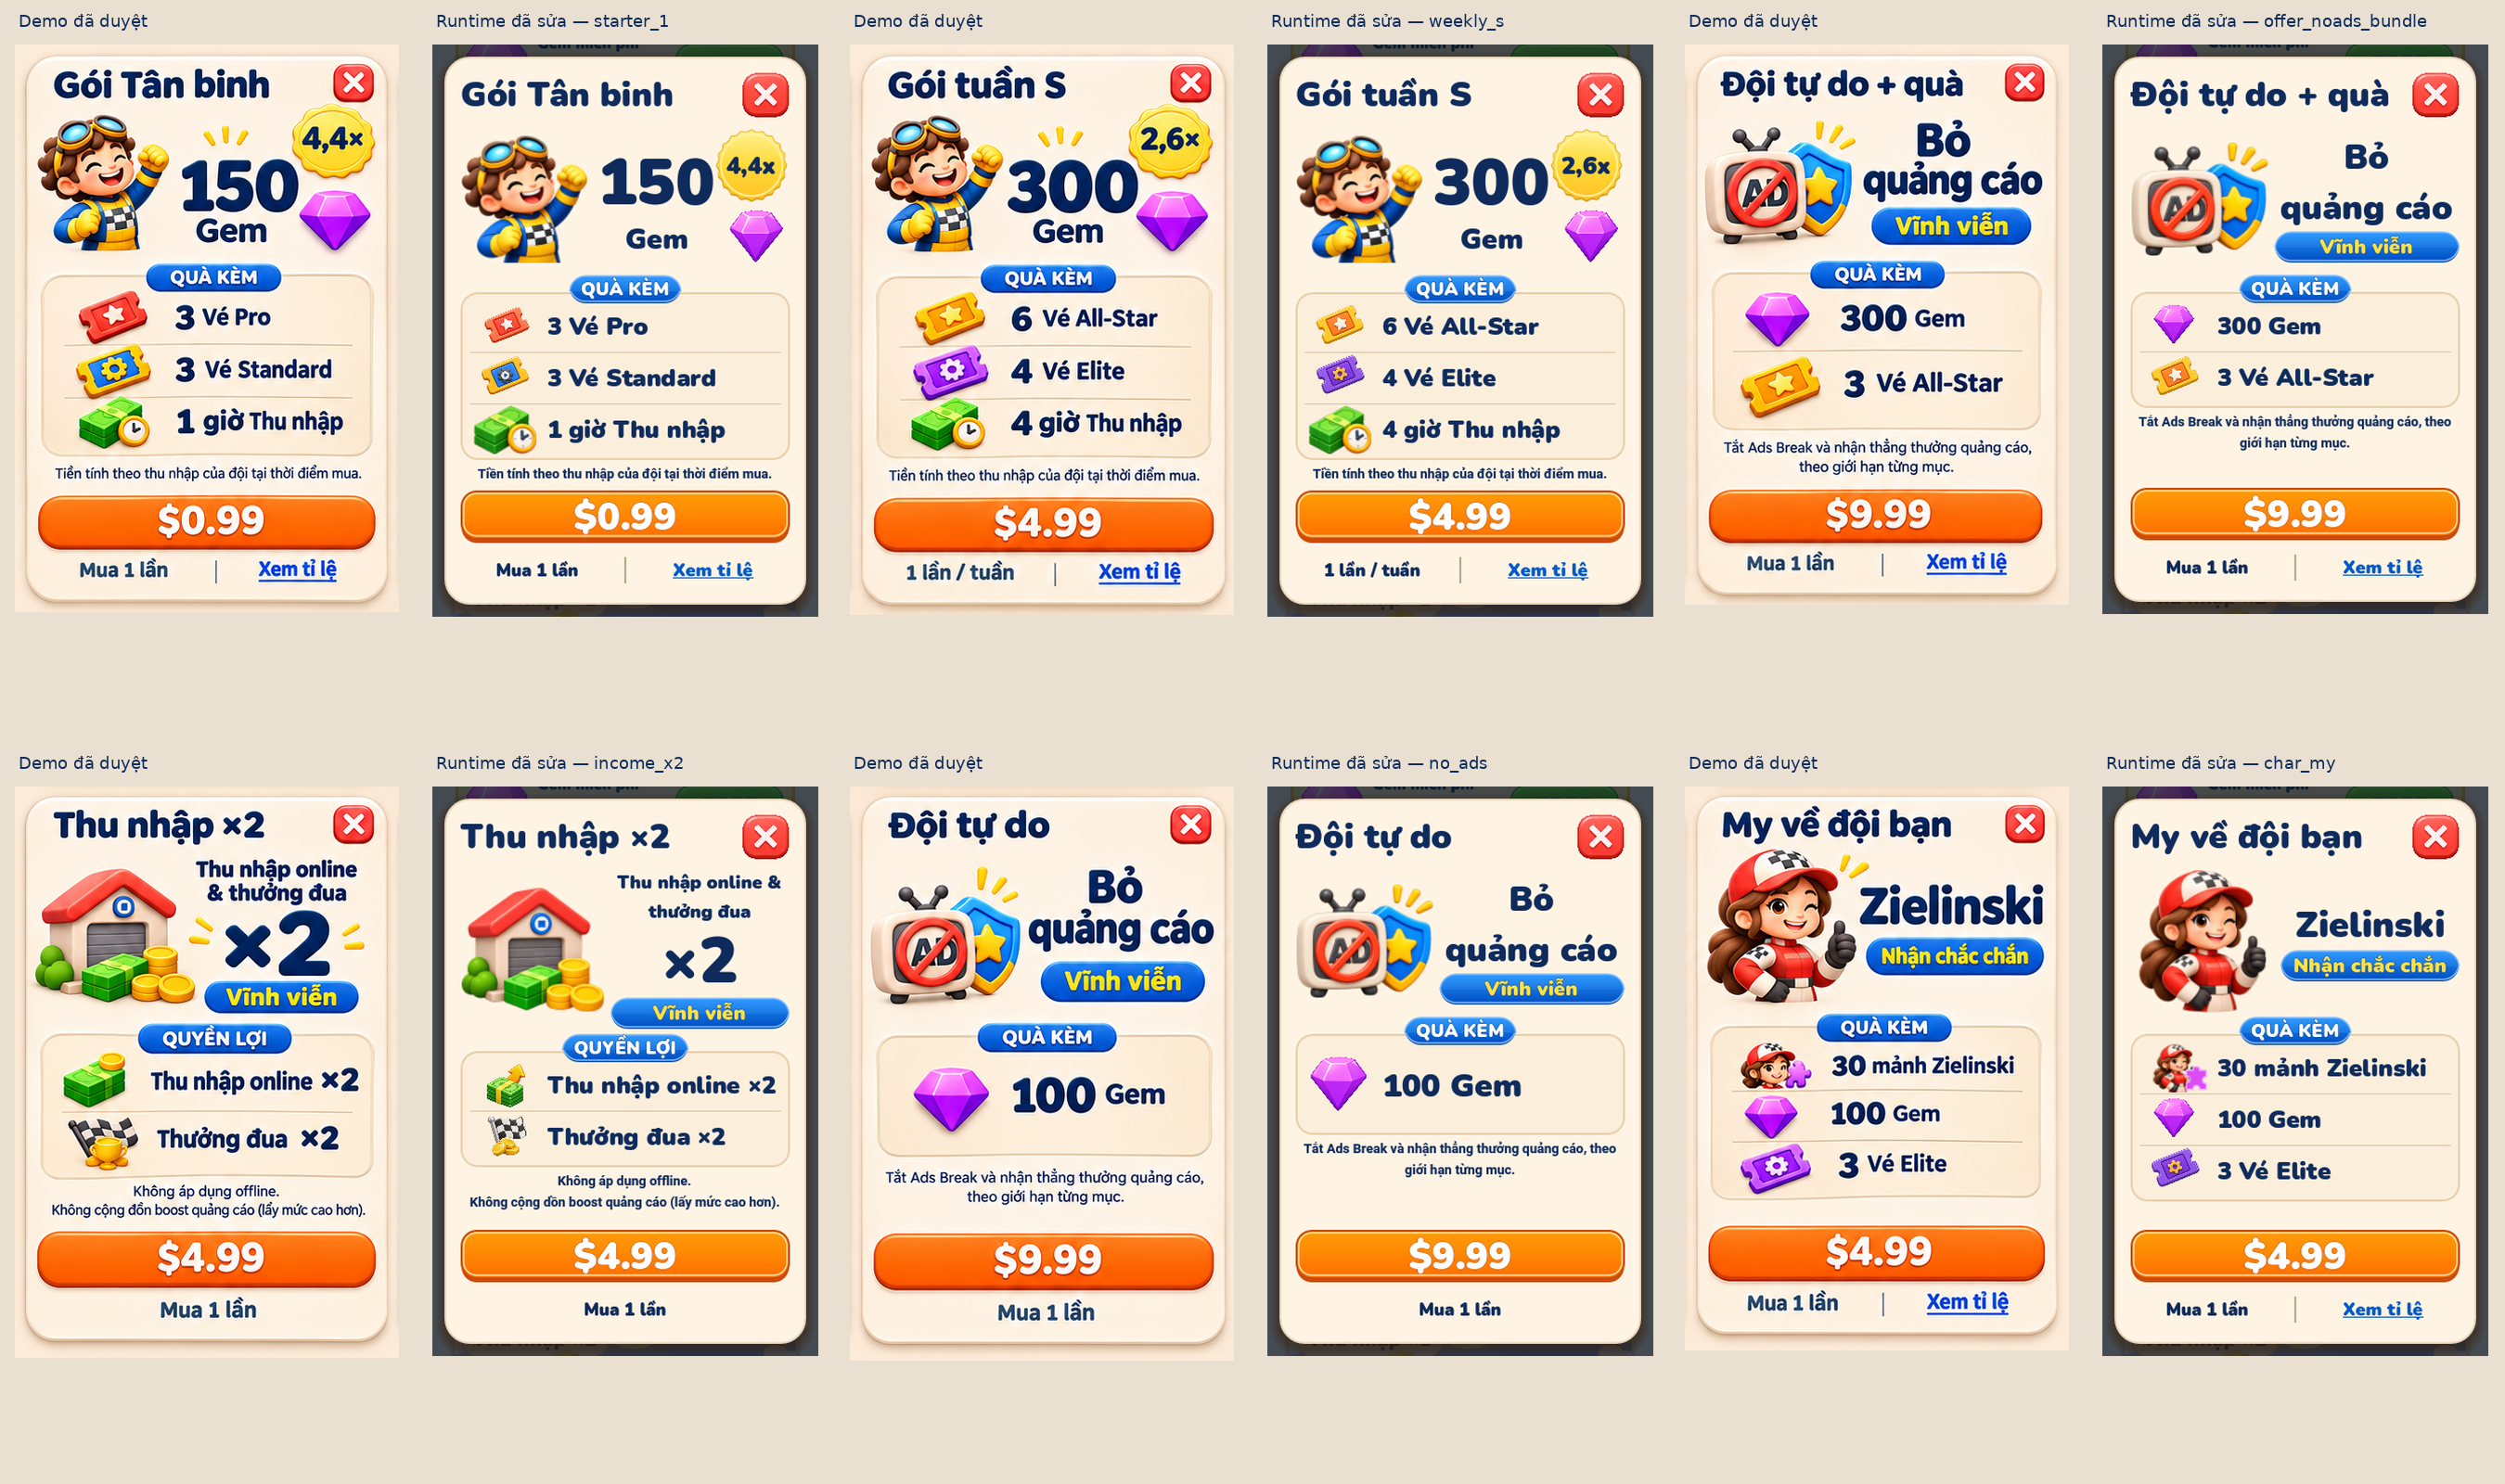 Demo đã duyệt
Gói Tân binh
4,4×
150
Gem
QUÀ KÈM
3 Vé Pro
3 Vé Standard
1 giờ Thu nhập
Tiền tính theo thu nhập của đội tại thời điểm mua.
$0.99
Mua 1 lần
Xem tỉ lệ
Runtime đã sửa — starter_1
Gói Tân binh
150
4,4x
Gem
QUÀ KÈM
3 Vé Pro
3 Vé Standard
1 giờ Thu nhập
Tiền tính theo thu nhập của đội tại thời điểm mua.
$0.99
Mua 1 lần
Xem tỉ lệ
Demo đã duyệt
Gói tuần S
2,6×
300
Gem
QUÀ KÈM
6 Vé All-Star
4 Vé Elite
4 giờ Thu nhập
Tiền tính theo thu nhập của đội tại thời điểm mua.
$4.99
1 lần / tuần
Xem tỉ lệ
Runtime đã sửa — weekly_s
Gói tuần S
300
2,6x
Gem
QUÀ KÈM
6 Vé All-Star
4 Vé Elite
4 giờ Thu nhập
Tiền tính theo thu nhập của đội tại thời điểm mua.
$4.99
1 lần / tuần
Xem tỉ lệ
Demo đã duyệt
Đội tự do + quà
AD
Bỏ
quảng cáo
Vĩnh viễn
QUÀ KÈM
300 Gem
3 Vé All-Star
Tắt Ads Break và nhận thẳng thưởng quảng cáo,
theo giới hạn từng mục.
$9.99
Mua 1 lần
Xem tỉ lệ
Runtime đã sửa — offer_noads_bundle
Đội tự do + quà
AD
Bỏ
quảng cáo
Vĩnh viễn
QUÀ KÈM
300 Gem
3 Vé All-Star
Tắt Ads Break và nhận thẳng thưởng quảng cáo, theo
giới hạn từng mục.
$9.99
Mua 1 lần
Xem tỉ lệ
Demo đã duyệt
Thu nhập ×2
Thu nhập online
& thưởng đua
×2
Vĩnh viễn
QUYỀN LỢI
Thu nhập online ×2
Thưởng đua ×2
Không áp dụng offline.
Không cộng đồn boost quảng cáo (lấy mức cao hơn).
$4.99
Mua 1 lần
Runtime đã sửa — income_x2
Thu nhập ×2
Thu nhập online &
thưởng đua
×2
Vĩnh viễn
QUYỀN LỢI
Thu nhập online ×2
Thưởng đua ×2
Không áp dụng offline.
Không cộng dồn boost quảng cáo (lấy mức cao hơn).
$4.99
Mua 1 lần
Demo đã duyệt
Đội tự do
AD
Bỏ
quảng cáo
Vĩnh viễn
QUÀ KÈM
100 Gem
Tắt Ads Break và nhận thẳng thưởng quảng cáo,
theo giới hạn từng mục.
$9.99
Mua 1 lần
Runtime đã sửa — no_ads
Đội tự do
AD
Bỏ
quảng cáo
Vĩnh viễn
QUÀ KÈM
100 Gem
Tắt Ads Break và nhận thẳng thưởng quảng cáo, theo
giới hạn từng mục.
$9.99
Mua 1 lần
Demo đã duyệt
My về đội bạn
Zielinski
Nhận chắc chắn
QUÀ KÈM
30 mảnh Zielinski
100 Gem
3 Vé Elite
$4.99
Mua 1 lần
Xem tỉ lệ
Runtime đã sửa — char_my
My về đội bạn
Zielinski
Nhận chắc chắn
QUÀ KÈM
30 mảnh Zielinski
100 Gem
3 Vé Elite
$4.99
Mua 1 lần
Xem tỉ lệ